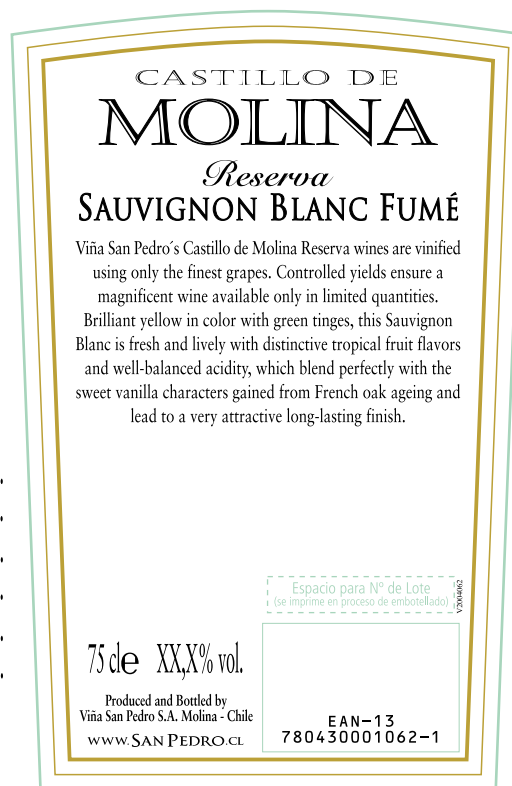 CASTILLO DE
MOLINA
Reserva
SAUVIGNON BLANC FUMÉ
Viña San Pedro´s Castillo de Molina Reserva wines are vinified
using only the finest grapes. Controlled yields ensure a
magnificent wine available only in limited quantities.
Brilliant yellow in color with green tinges, this Sauvignon
Blanc is fresh and lively with distinctive tropical fruit flavors
and well-balanced acidity, which blend perfectly with the
sweet vanilla characters gained from French oak ageing and
lead to a very attractive long-lasting finish.
Espacio para Nº de Lote
(se imprime en proceso de embotellado)
V2004062
75 cl e XX,X% vol.
Produced and Bottled by
Viña San Pedro S.A. Molina - Chile
WWW.SAN PEDRO.CL
EAN-13
780430001062-1